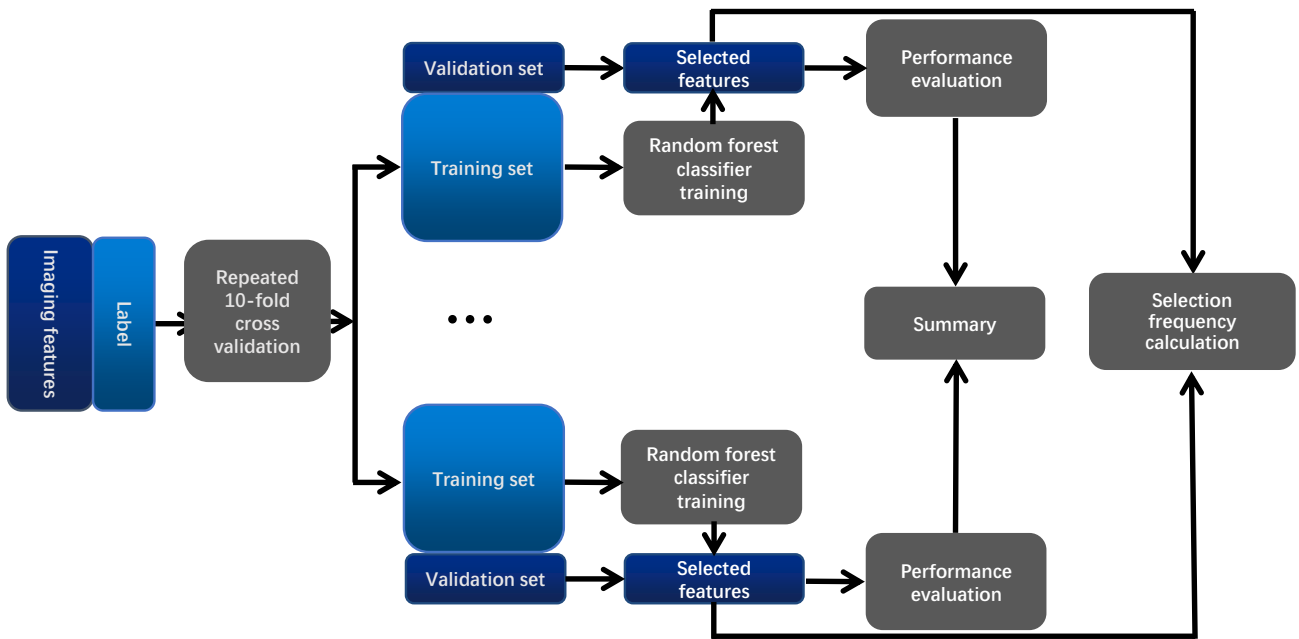 Imaging features
Label
Repeated
10-fold
cross
validation
Validation set
Training set
Selected
features
Random forest
classifier
training
Performance
evaluation
...
Summary
Selection
frequency
calculation
Training set
Validation set
Random forest
classifier
training
Selected
features
Performance
evaluation